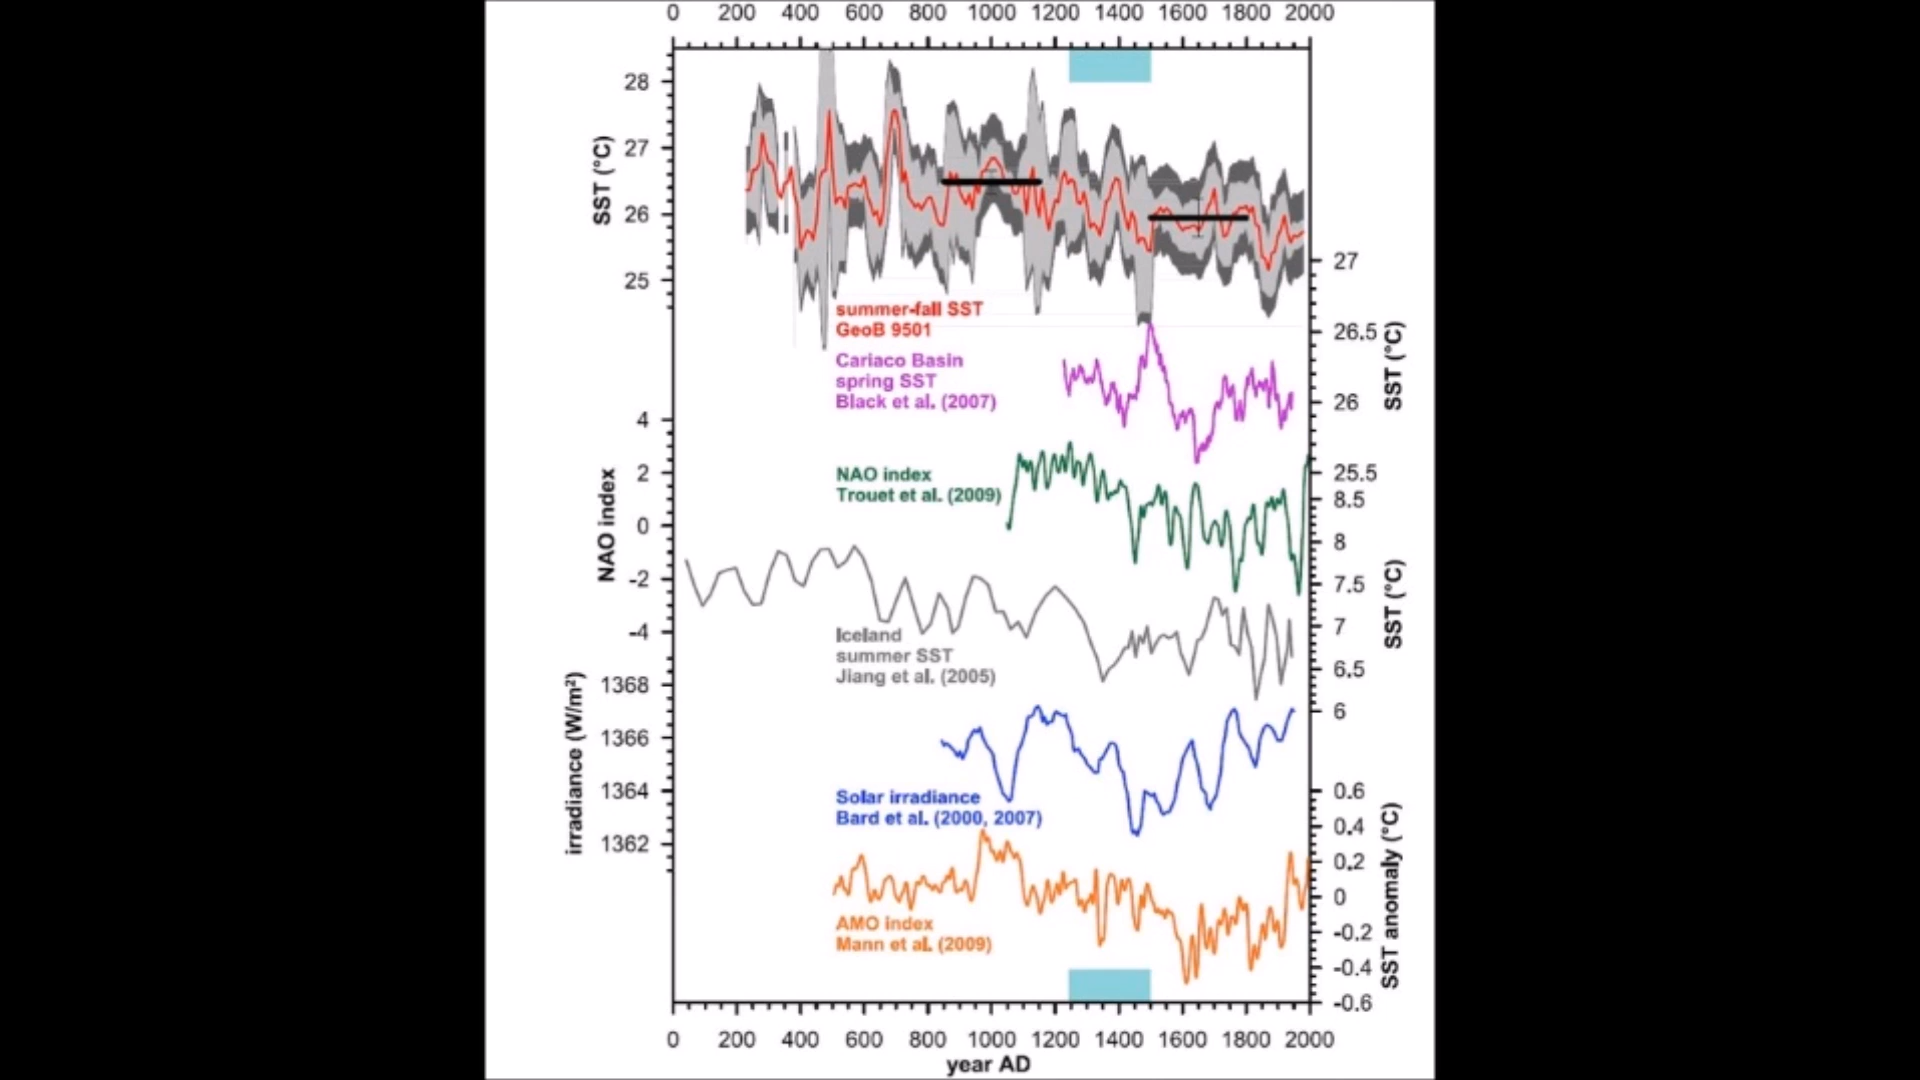 0 200 400 600 800 1000 1200 1400 1600 1800 2000
28
27
26
25
SST (°C)
27
26.5
26
25.5
SST (°C)
summer-fall SST
GeoB 9501
Cariaco Basin
spring SST
Black et al. (2007)
4
2
0
-2
-4
NAO index
NAO index
Trouet et al. (2009)
8.5
8
7.5
7
6.5
6
SST (°C)
Iceland
summer SST
Jiang et al. (2005)
1368
1366
1364
1362
irradiance (W/m²)
Solar irradiance
Bard et al. (2000, 2007)
0.6
0.4
0.2
0
-0.2
-0.4
-0.6
SST anomaly (°C)
AMO index
Mann et al. (2009)
0 200 400 600 800 1000 1200 1400 1600 1800 2000
year AD